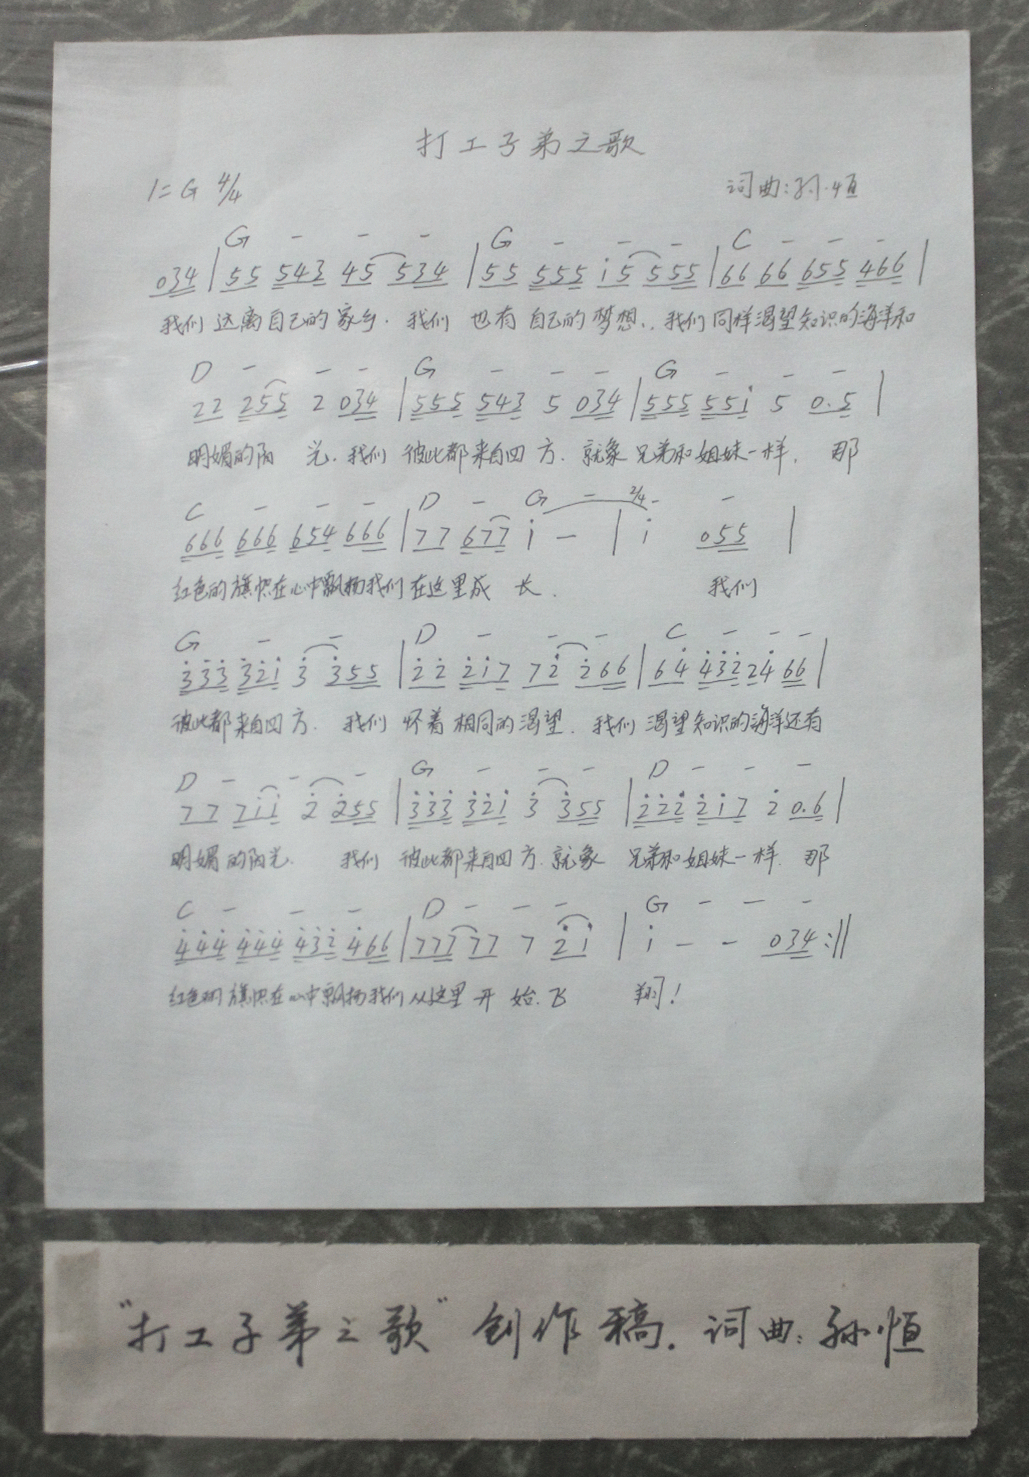 打工子弟之歌
1=G 4/4 词曲:孙恒
G - - - G - - - C - - -
034 | 55 543 45 534 | 55 555 i5 555 | 66 66 655 466 |
我们远离自己的家乡.我们也有自己的梦想..我们同样渴望知识的海洋和
D - - - G - - - G - - -
22 255 2 034 | 555 543 5 034 | 555 55i 5 0.5 |
明媚的阳光.我们彼此都来自四方.就象兄弟和姐妹一样.那
C - - - D - G - 2/4 - -
666 666 654 666 | 77 677 i - | i 055 |
红色的旗帜在心中飘扬我们在这里成长. 我们
G - - D - - - C - - -
333 32i 3 355 | 22 2i7 72 266 | 64 432 24 66 |
彼此都来自四方.我们怀着相同的渴望.我们渴望知识的海洋还有
D - - - G - - - D - - -
77 7ii 2 255 | 333 32i 3 355 | 222 2i7 2 0.6 |
明媚的阳光. 我们彼此都来自四方.就象兄弟和姐妹一样.那
C - - - D - - - G - - -
444 444 432 466 | 777 77 7 2i | i - - 034 :||
红色的旗帜在心中飘扬我们从这里开始.飞翔!
"打工子弟之歌"创作稿.词曲:孙恒